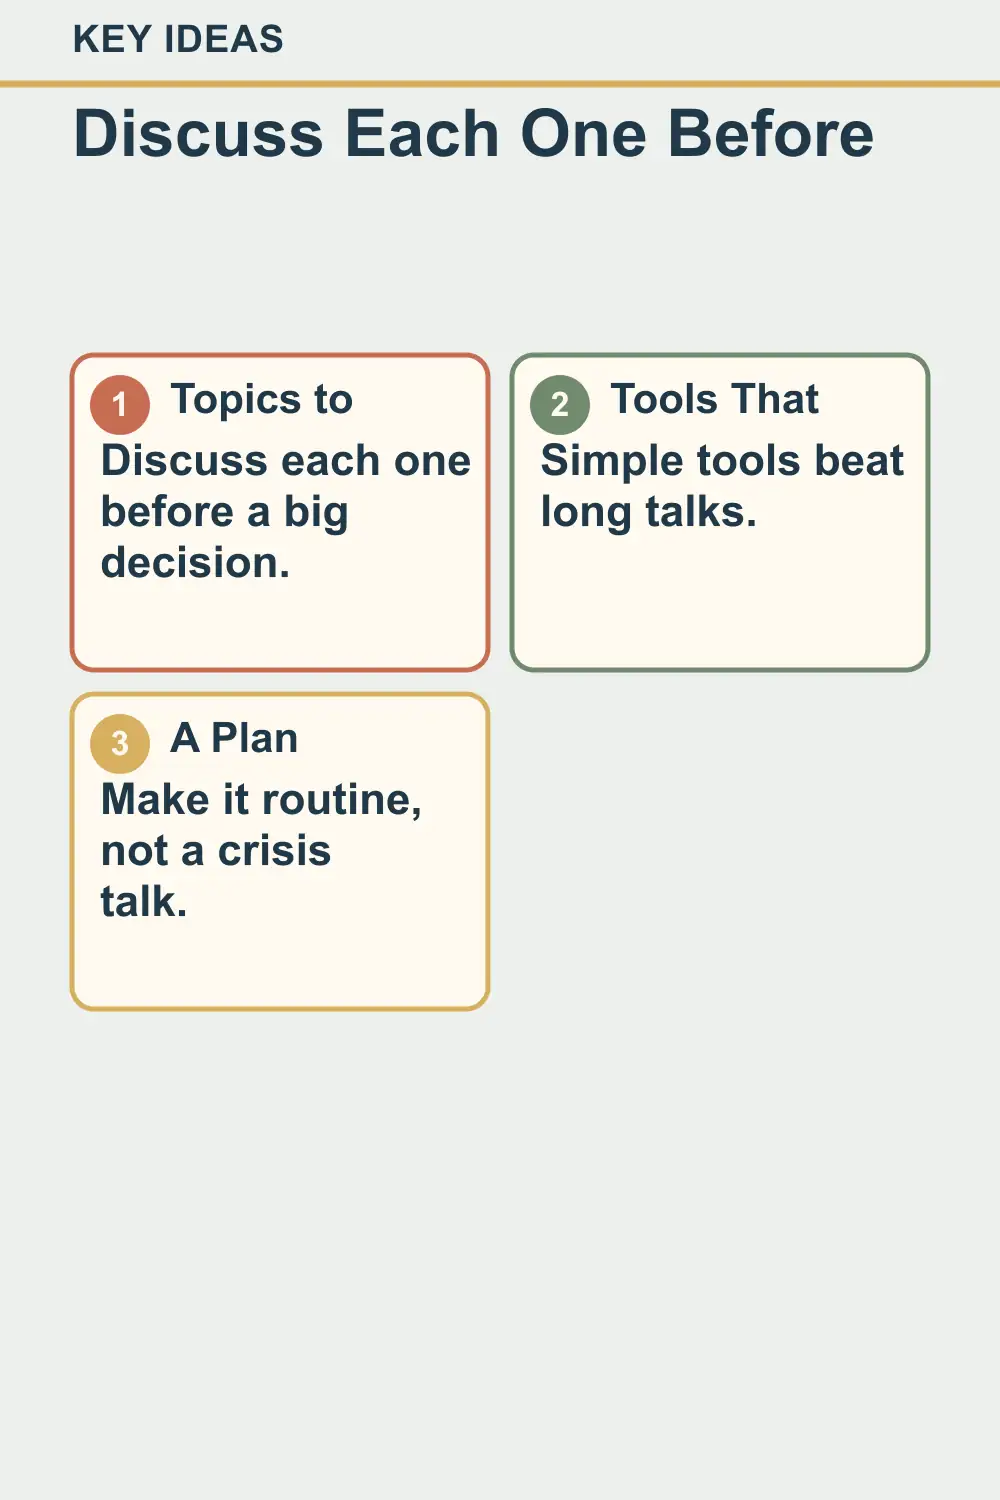 KEY IDEAS
Discuss Each One Before
1 Topics to
Discuss each one
before a big
decision.
2 Tools That
Simple tools beat
long talks.
3 A Plan
Make it routine,
not a crisis
talk.